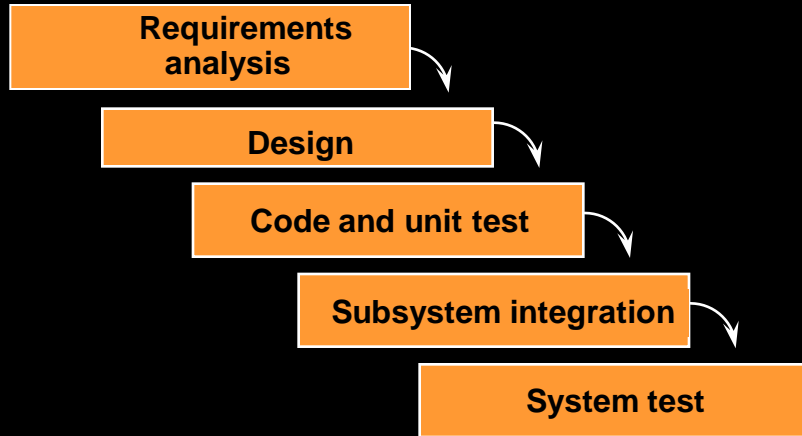 Requirements
analysis
Design
Code and unit test
Subsystem integration
System test